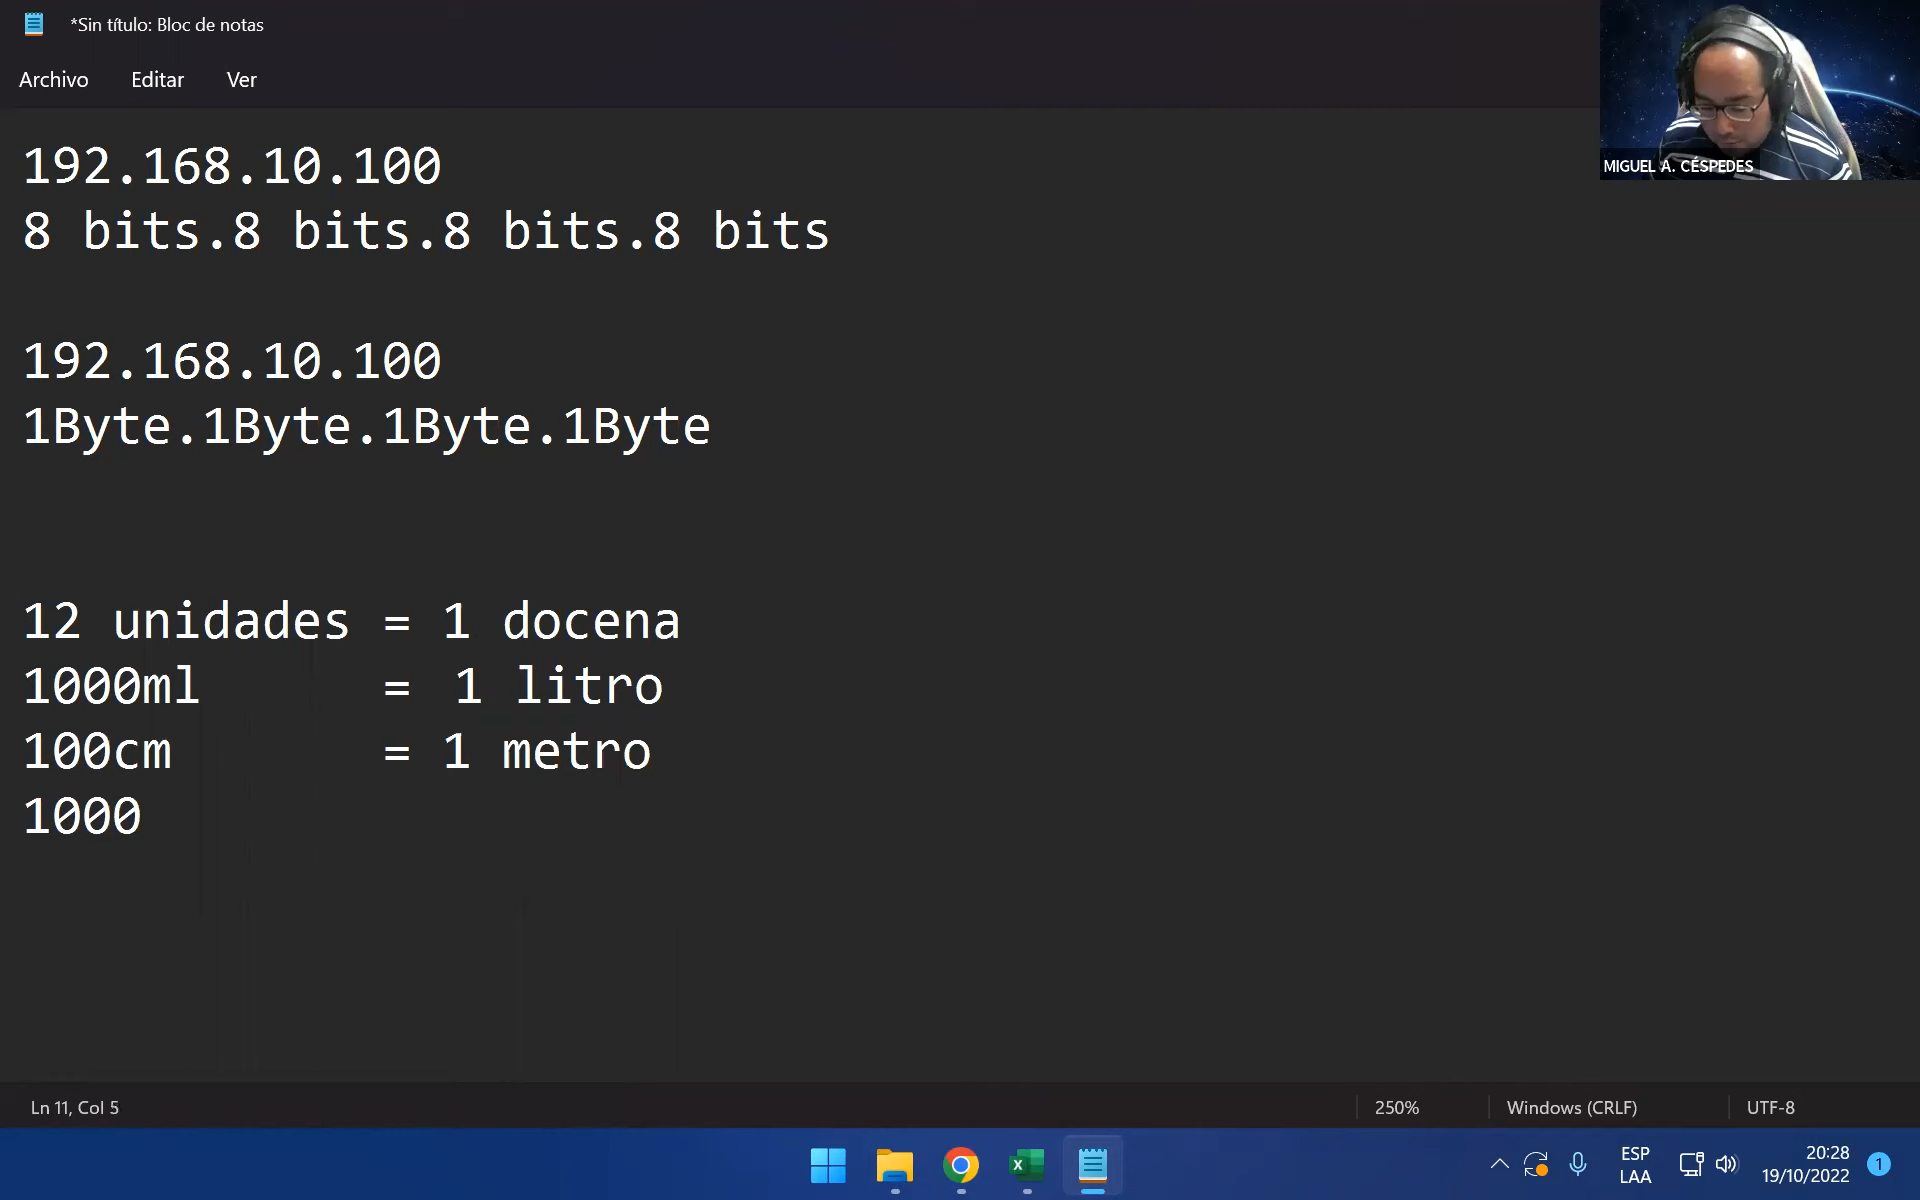 *Sin título: Bloc de notas
Archivo Editar Ver
MIGUEL A. CÉSPEDES
192.168.10.100
8 bits.8 bits.8 bits.8 bits
192.168.10.100
1Byte.1Byte.1Byte.1Byte
12 unidades = 1 docena
1000ml = 1 litro
100cm = 1 metro
1000
Ln 11, Col 5 250% Windows (CRLF) UTF-8
ESP 20:28
LAA 19/10/2022 1